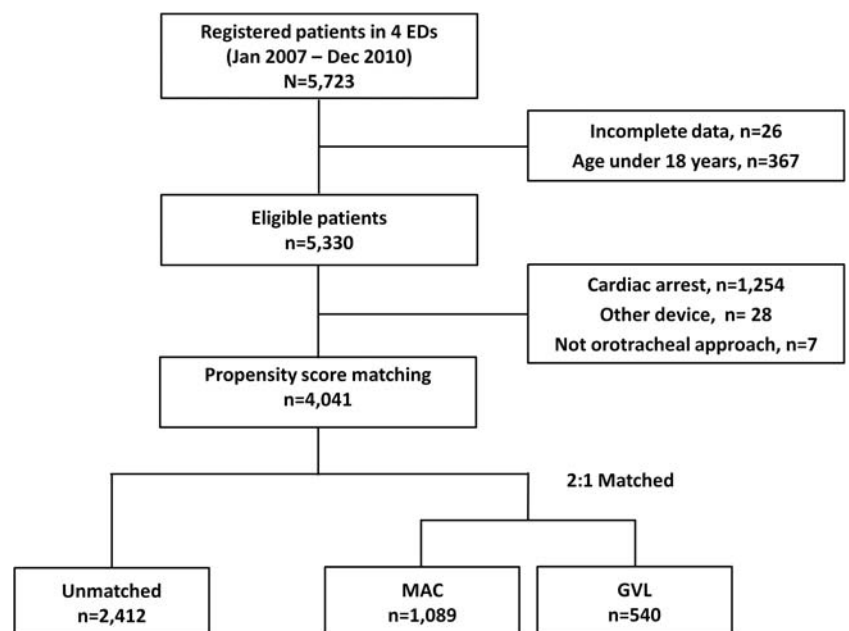 Registered patients in 4 EDs
(Jan 2007 – Dec 2010)
N=5,723
Incomplete data, n=26
Age under 18 years, n=367
Eligible patients
n=5,330
Cardiac arrest, n=1,254
Other device, n= 28
Not orotracheal approach, n=7
Propensity score matching
n=4,041
2:1 Matched
Unmatched
n=2,412
MAC
n=1,089
GVL
n=540